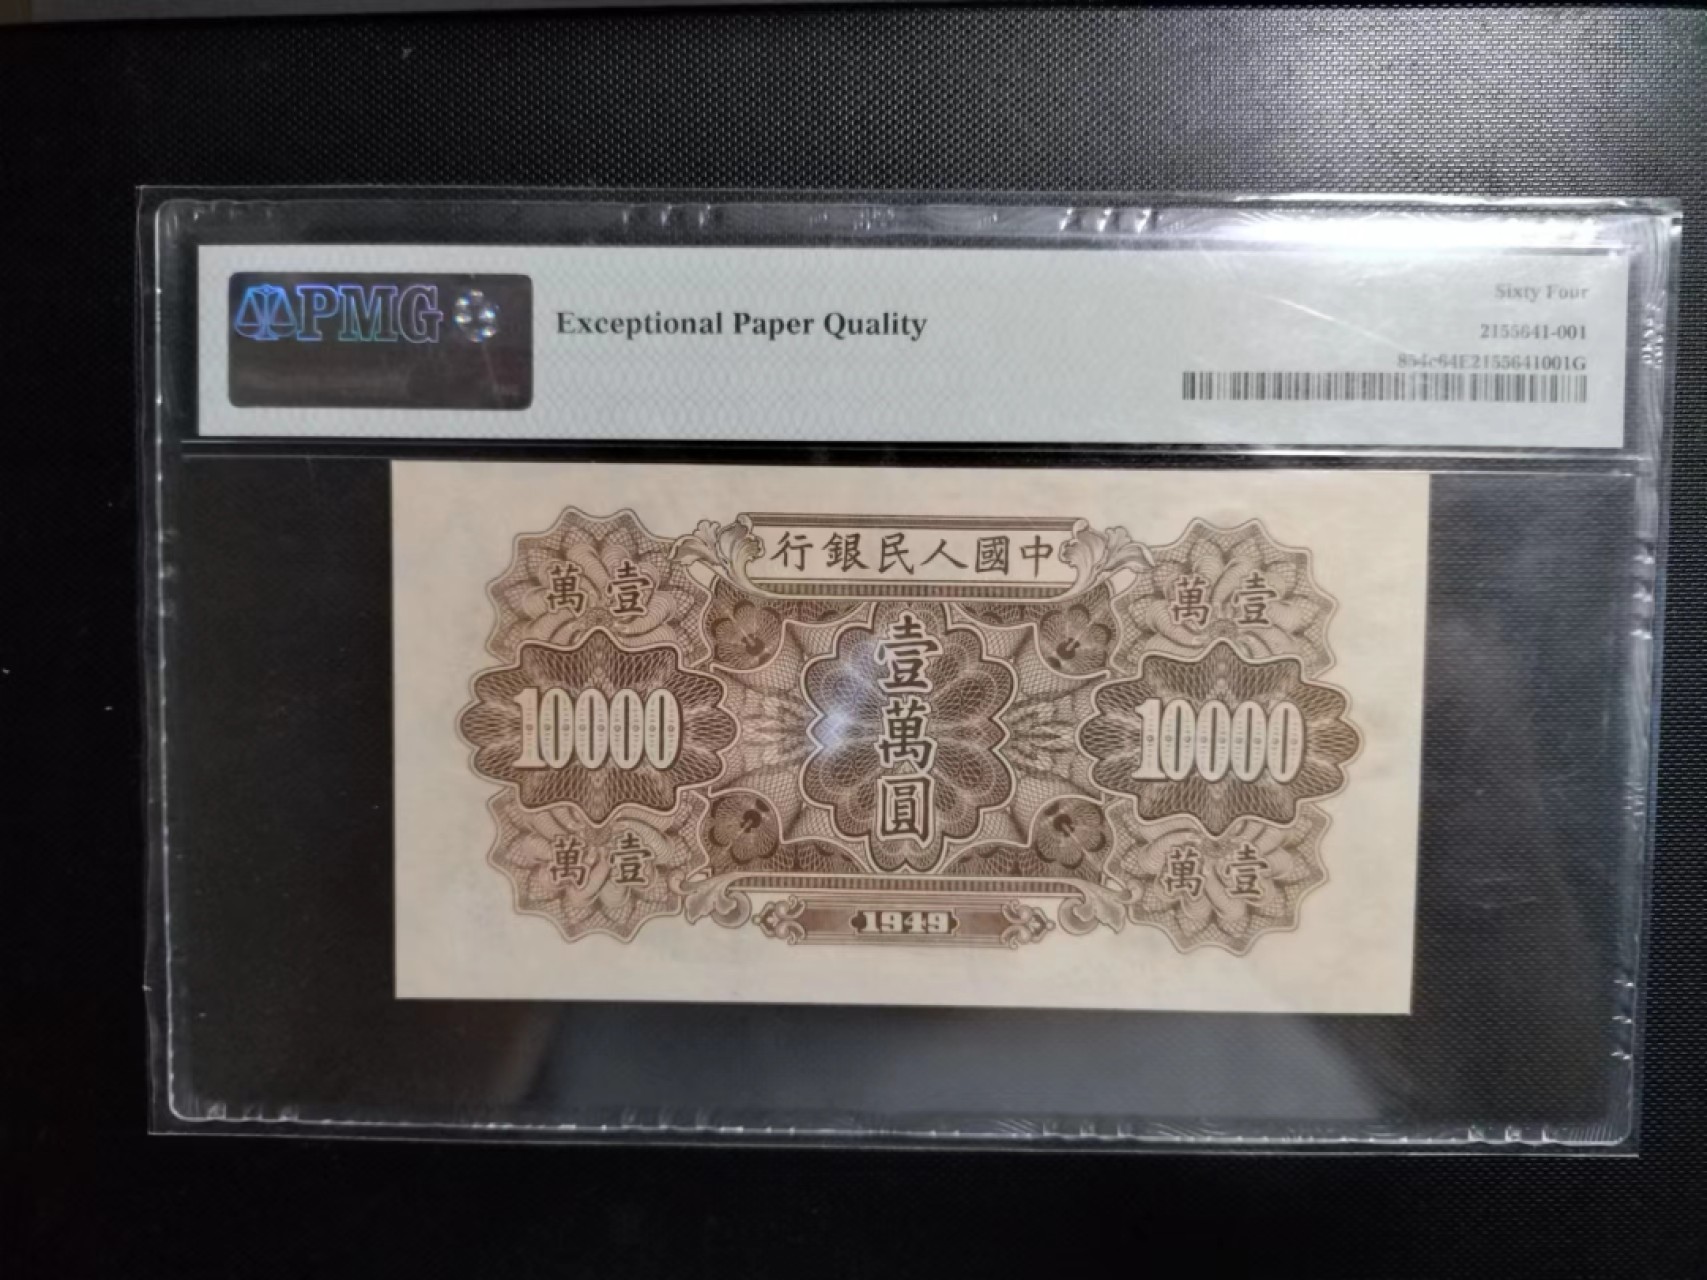 PMG
Exceptional Paper Quality
Sixty Four
2155641-001
854c64E2155641001G
行銀民人國中
萬壹
萬壹
壹萬圓
10000
10000
萬壹
萬壹
1949